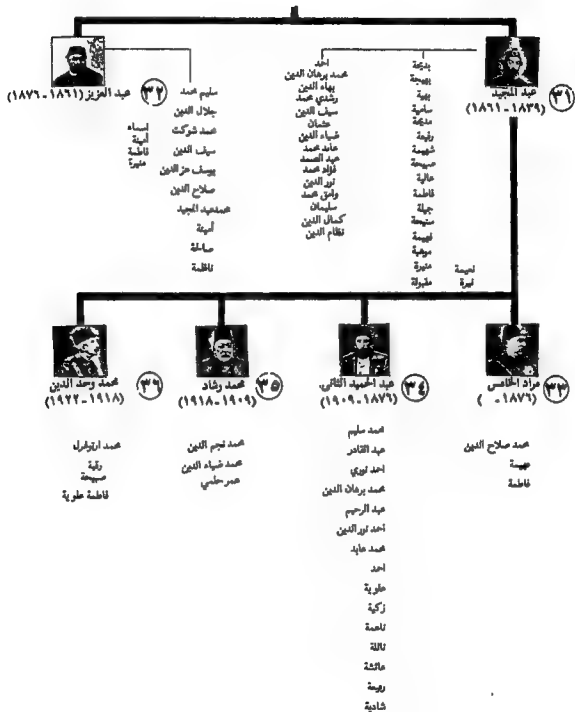 ٣١
عبد المجيد
(١٨٣٩-١٨٦١)
بديعة
بهيجة
بهية
سامية
مديحة
رفيعة
شهيمة
صبيحة
عالية
فاطمة
جميلة
سنيحة
فهيمة
موهبة
منيرة
مقبولة
نعيمة
نيرة
احمد
محمد برهان الدين
بهاء الدين
رشدي محمد
سيف الدين
عثمان
ضياء الدين
عابد محمد
عبد الصمد
فؤاد محمد
نور الدين
وامق محمد
سليمان
كمال الدين
نظام الدين
٣٢
عبد العزيز (١٨٦١-١٨٧٦)
سليم محمد
جلال الدين
محمد شوكت
سيف الدين
يوسف عز الدين
صلاح الدين
محمد عبد المجيد
أمينة
صالحة
ناظمة
اسماء
أمينة
فاطمة
منيرة
٣٣
مراد الخامس
(١٨٧٦- )
محمد صلاح الدين
فهيمة
فاطمة
٣٤
عبد الحميد الثاني
(١٨٧٦-١٩٠٩)
محمد سليم
عبد القادر
احمد نوري
محمد برهان الدين
عبد الرحيم
احمد نور الدين
محمد عابد
احمد
علوية
زكية
ناعمة
نائلة
عائشة
ربيعة
شادية
٣٥
محمد رشاد
(١٩٠٩-١٩١٨)
محمد نجم الدين
محمد ضياء الدين
عمر حلمي
٣٦
محمد وحد الدين
(١٩١٨-١٩٢٢)
محمد ارتوغرل
رقية
صبيحة
فاطمة علوية